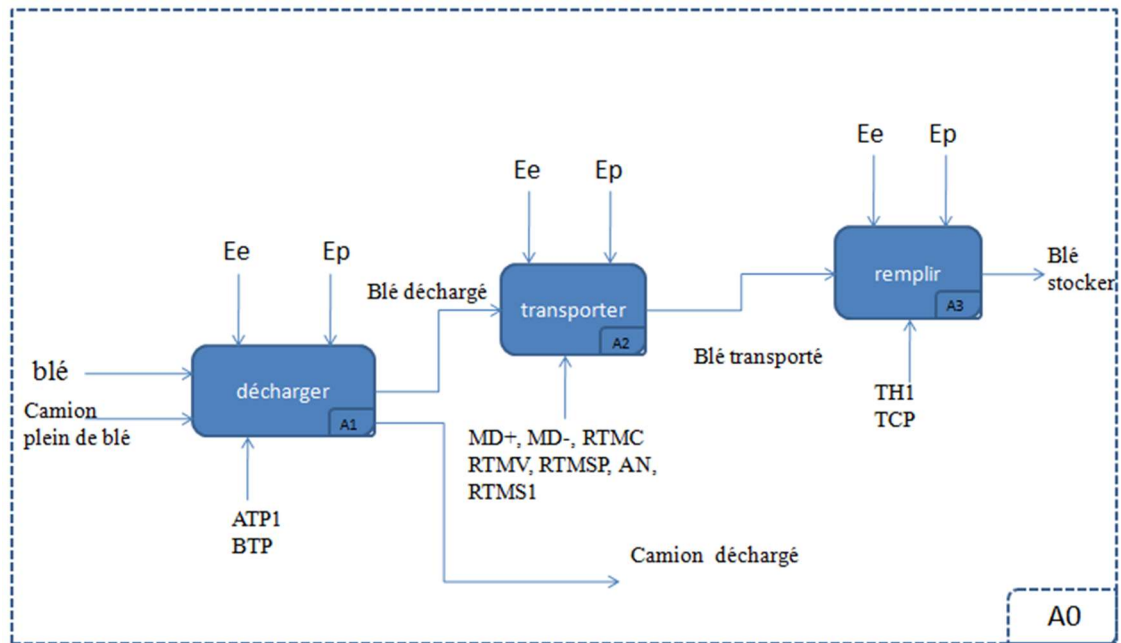 Ee
Ep
Ee
Ep
Ee
Ep
blé
Camion
plein de blé
décharger
A1
ATP1
BTP
Blé déchargé
transporter
A2
MD+, MD-, RTMC
RTMV, RTMSP, AN,
RTMS1
Camion déchargé
Blé transporté
remplir
A3
TH1
TCP
Blé
stocker
A0